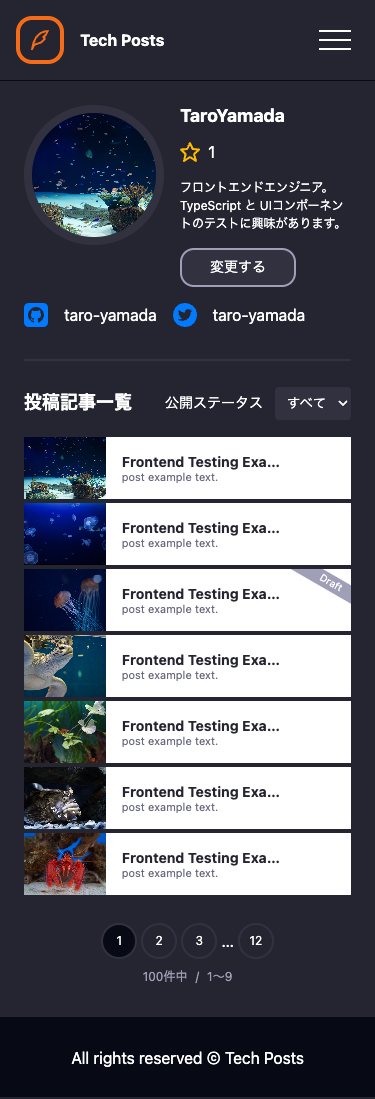 Tech Posts
TaroYamada
1
フロントエンドエンジニア。
TypeScript と UIコンポーネン
トのテストに興味があります。
変更する
taro-yamada
taro-yamada
投稿記事一覧
公開ステータス
すべて
Frontend Testing Exa...
post example text.
Frontend Testing Exa...
post example text.
Frontend Testing Exa...
post example text.
Draft
Frontend Testing Exa...
post example text.
Frontend Testing Exa...
post example text.
Frontend Testing Exa...
post example text.
Frontend Testing Exa...
post example text.
1 2 3 ... 12
100件中 / 1〜9
All rights reserved © Tech Posts